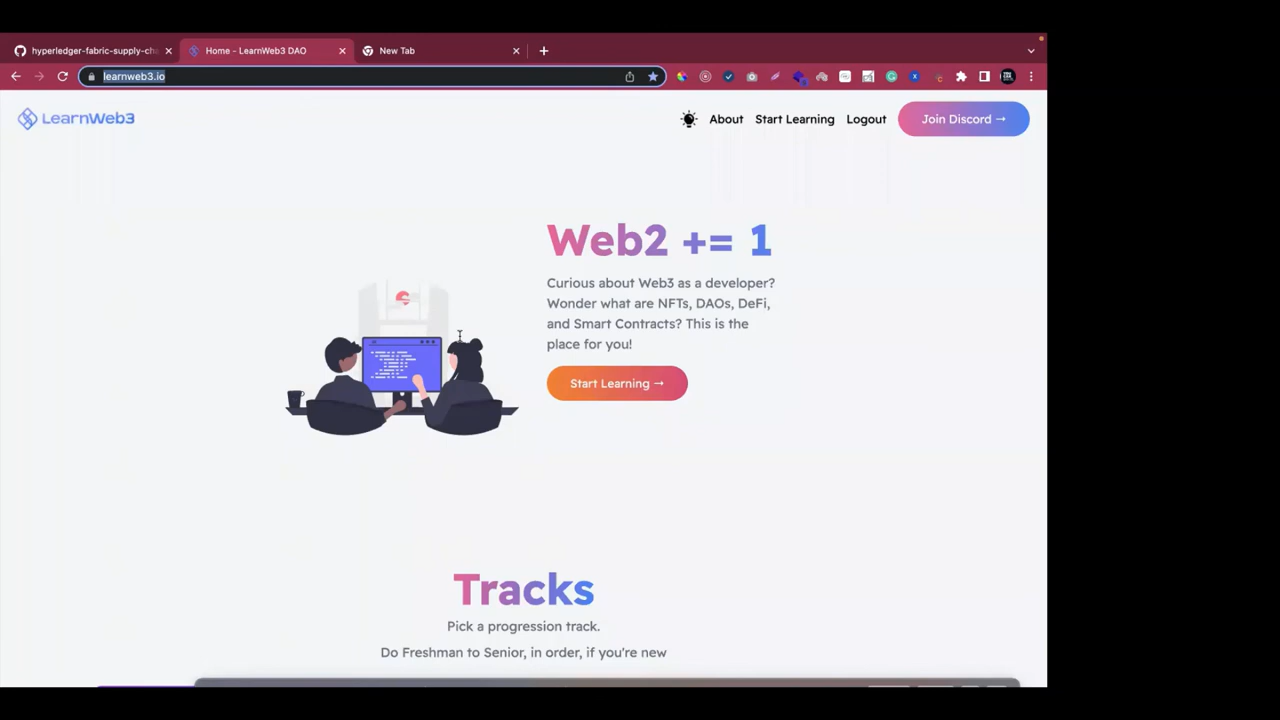 hyperledger-fabric-supply-cha
Home - LearnWeb3 DAO
New Tab
learnweb3.io
LearnWeb3
About
Start Learning
Logout
Join Discord →
Web2 += 1
Curious about Web3 as a developer?
Wonder what are NFTs, DAOs, DeFi,
and Smart Contracts? This is the
place for you!
Start Learning →
Tracks
Pick a progression track.
Do Freshman to Senior, in order, if you're new